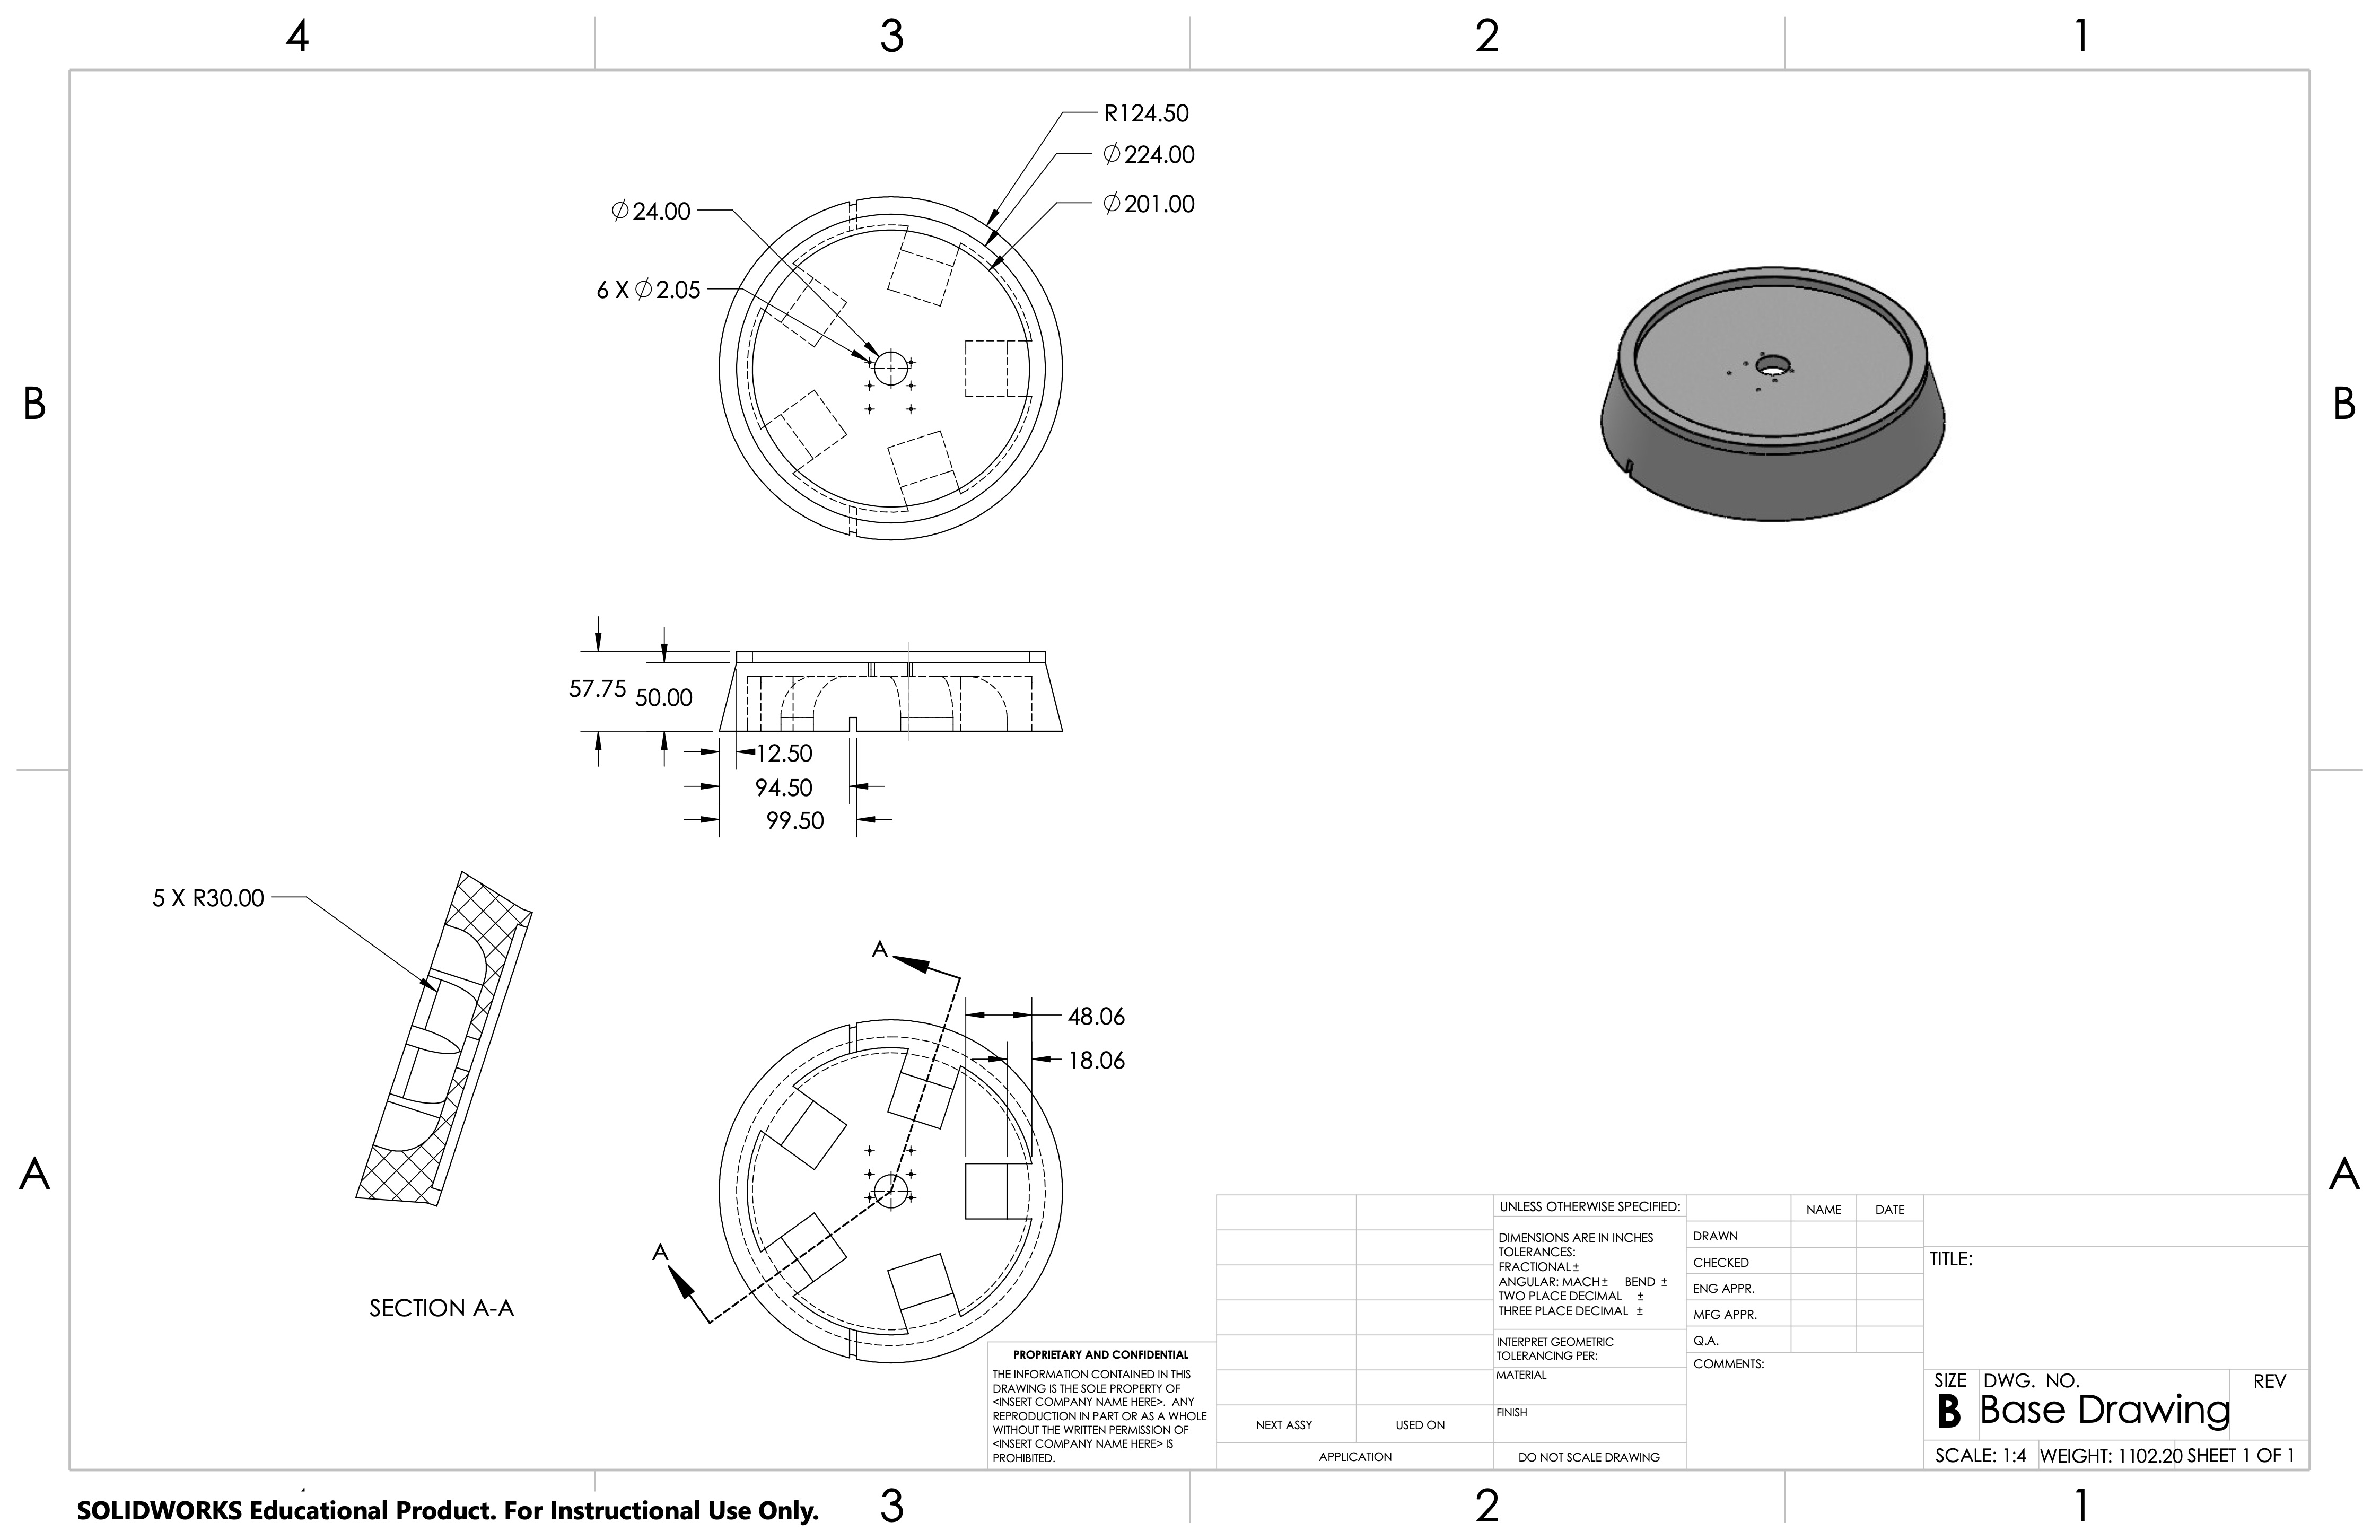 4 3 2 1
R124.50
⌀224.00
⌀24.00
⌀201.00
6 X ⌀2.05
B B
57.75 50.00
12.50
94.50
99.50
5 X R30.00
A
48.06
18.06
A A
A
SECTION A-A
PROPRIETARY AND CONFIDENTIAL
THE INFORMATION CONTAINED IN THIS
DRAWING IS THE SOLE PROPERTY OF
<INSERT COMPANY NAME HERE>. ANY
REPRODUCTION IN PART OR AS A WHOLE
WITHOUT THE WRITTEN PERMISSION OF
<INSERT COMPANY NAME HERE> IS
PROHIBITED.
NEXT ASSY USED ON
APPLICATION
UNLESS OTHERWISE SPECIFIED:
DIMENSIONS ARE IN INCHES
TOLERANCES:
FRACTIONAL ±
ANGULAR: MACH ± BEND ±
TWO PLACE DECIMAL ±
THREE PLACE DECIMAL ±
INTERPRET GEOMETRIC
TOLERANCING PER:
MATERIAL
FINISH
DO NOT SCALE DRAWING
NAME DATE
DRAWN
CHECKED
ENG APPR.
MFG APPR.
Q.A.
COMMENTS:
TITLE:
SIZE DWG. NO. REV
B Base Drawing
SCALE: 1:4 WEIGHT: 1102.20 SHEET 1 OF 1
3 2 1
SOLIDWORKS Educational Product. For Instructional Use Only.